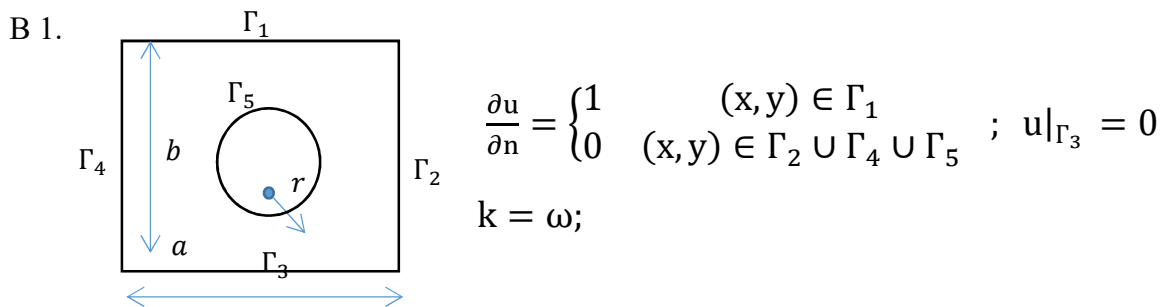 В 1.
Γ₁
Γ₅
Γ₄
b
r
Γ₂
a
Γ₃
∂u/∂n = { 1 (x, y) ∈ Γ₁
0 (x, y) ∈ Γ₂ ∪ Γ₄ ∪ Γ₅ ; u|Γ₃ = 0
k = ω;